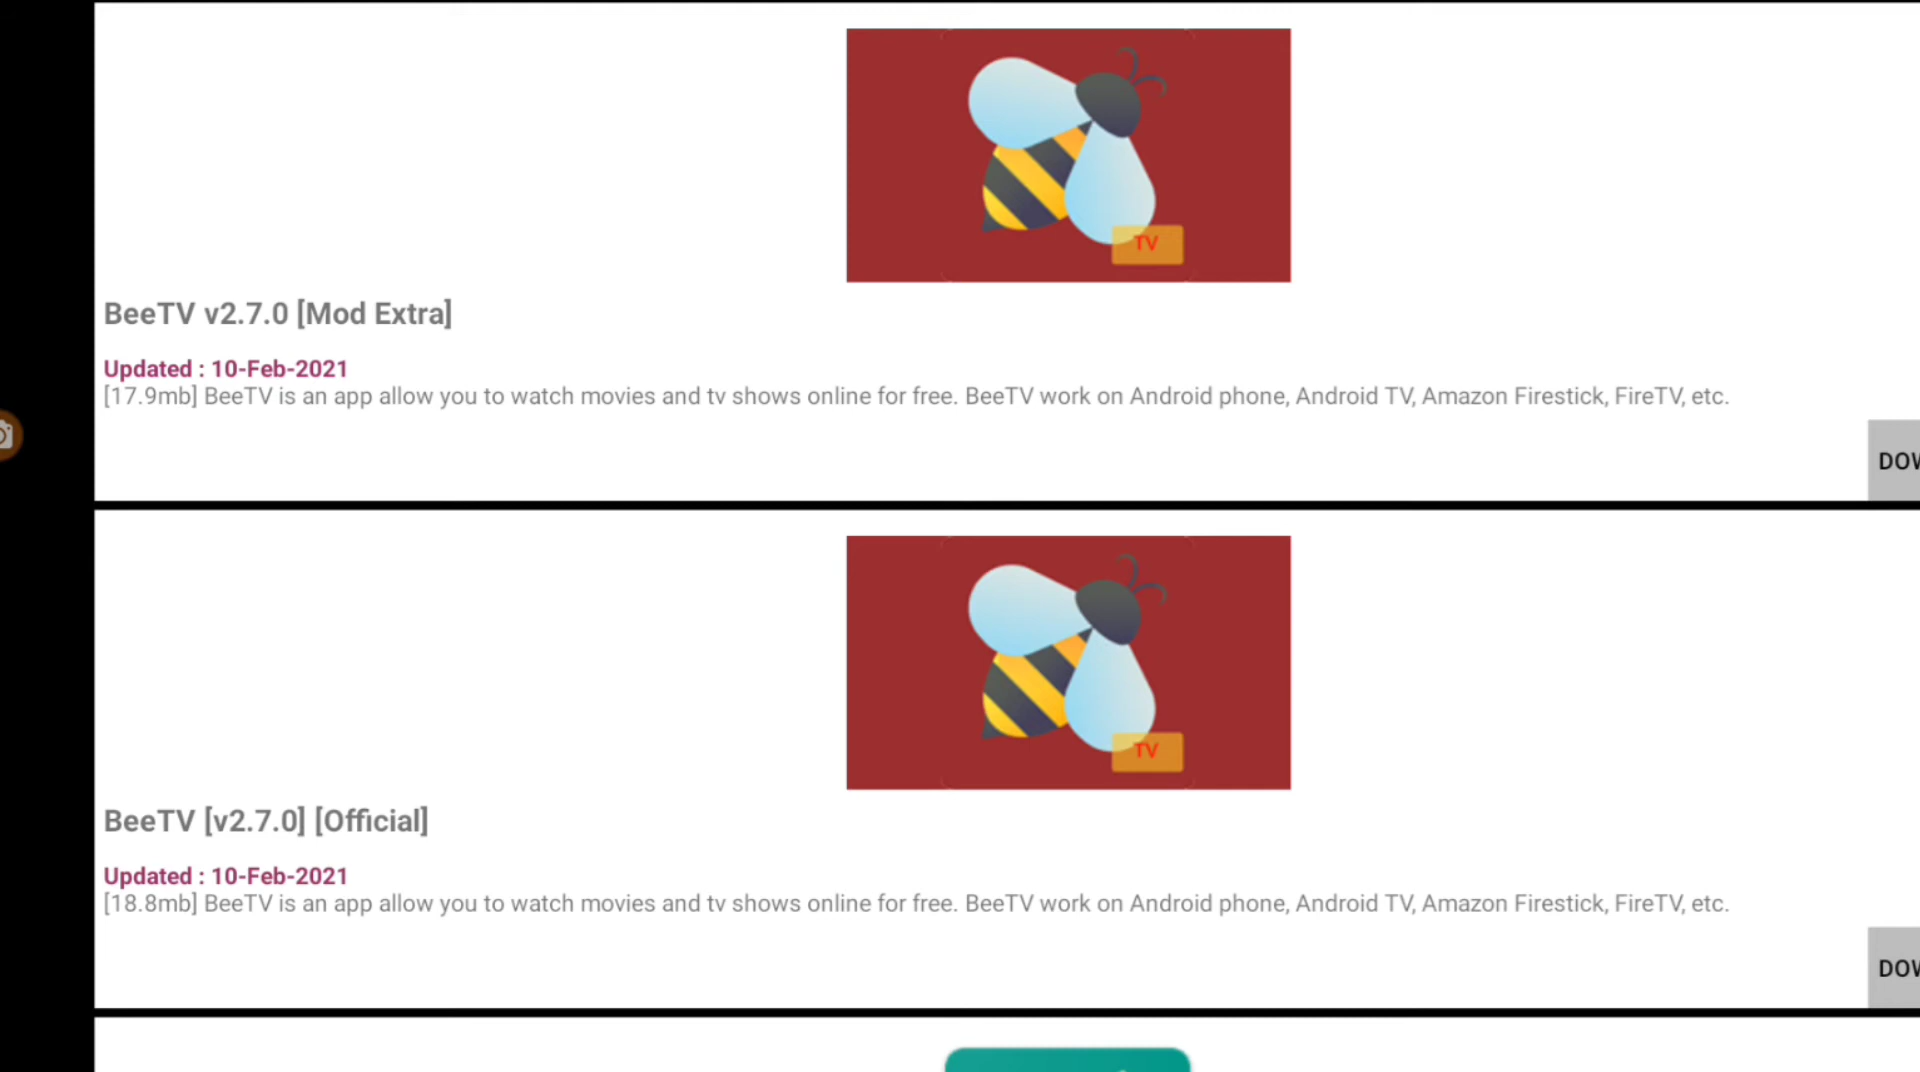 TV
BeeTV v2.7.0 [Mod Extra]
Updated : 10-Feb-2021
[17.9mb] BeeTV is an app allow you to watch movies and tv shows online for free. BeeTV work on Android phone, Android TV, Amazon Firestick, FireTV, etc.
DOW
TV
BeeTV [v2.7.0] [Official]
Updated : 10-Feb-2021
[18.8mb] BeeTV is an app allow you to watch movies and tv shows online for free. BeeTV work on Android phone, Android TV, Amazon Firestick, FireTV, etc.
DOW